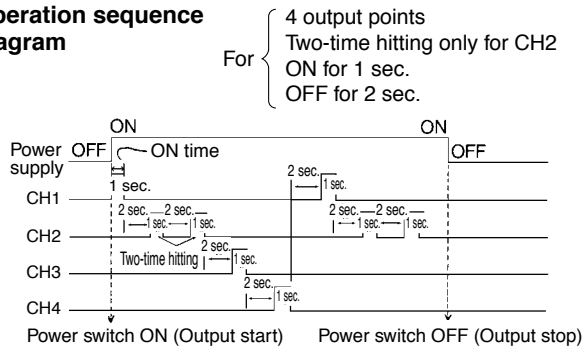 peration sequence
agram
For
4 output points
Two-time hitting only for CH2
ON for 1 sec.
OFF for 2 sec.
ON
ON
Power supply
OFF
ON time
OFF
1 sec.
2 sec.
1 sec.
CH1
2 sec.
2 sec.
1 sec.
1 sec.
2 sec.
2 sec.
1 sec.
1 sec.
CH2
Two-time hitting
2 sec.
1 sec.
CH3
2 sec.
1 sec.
CH4
Power switch ON (Output start)
Power switch OFF (Output stop)